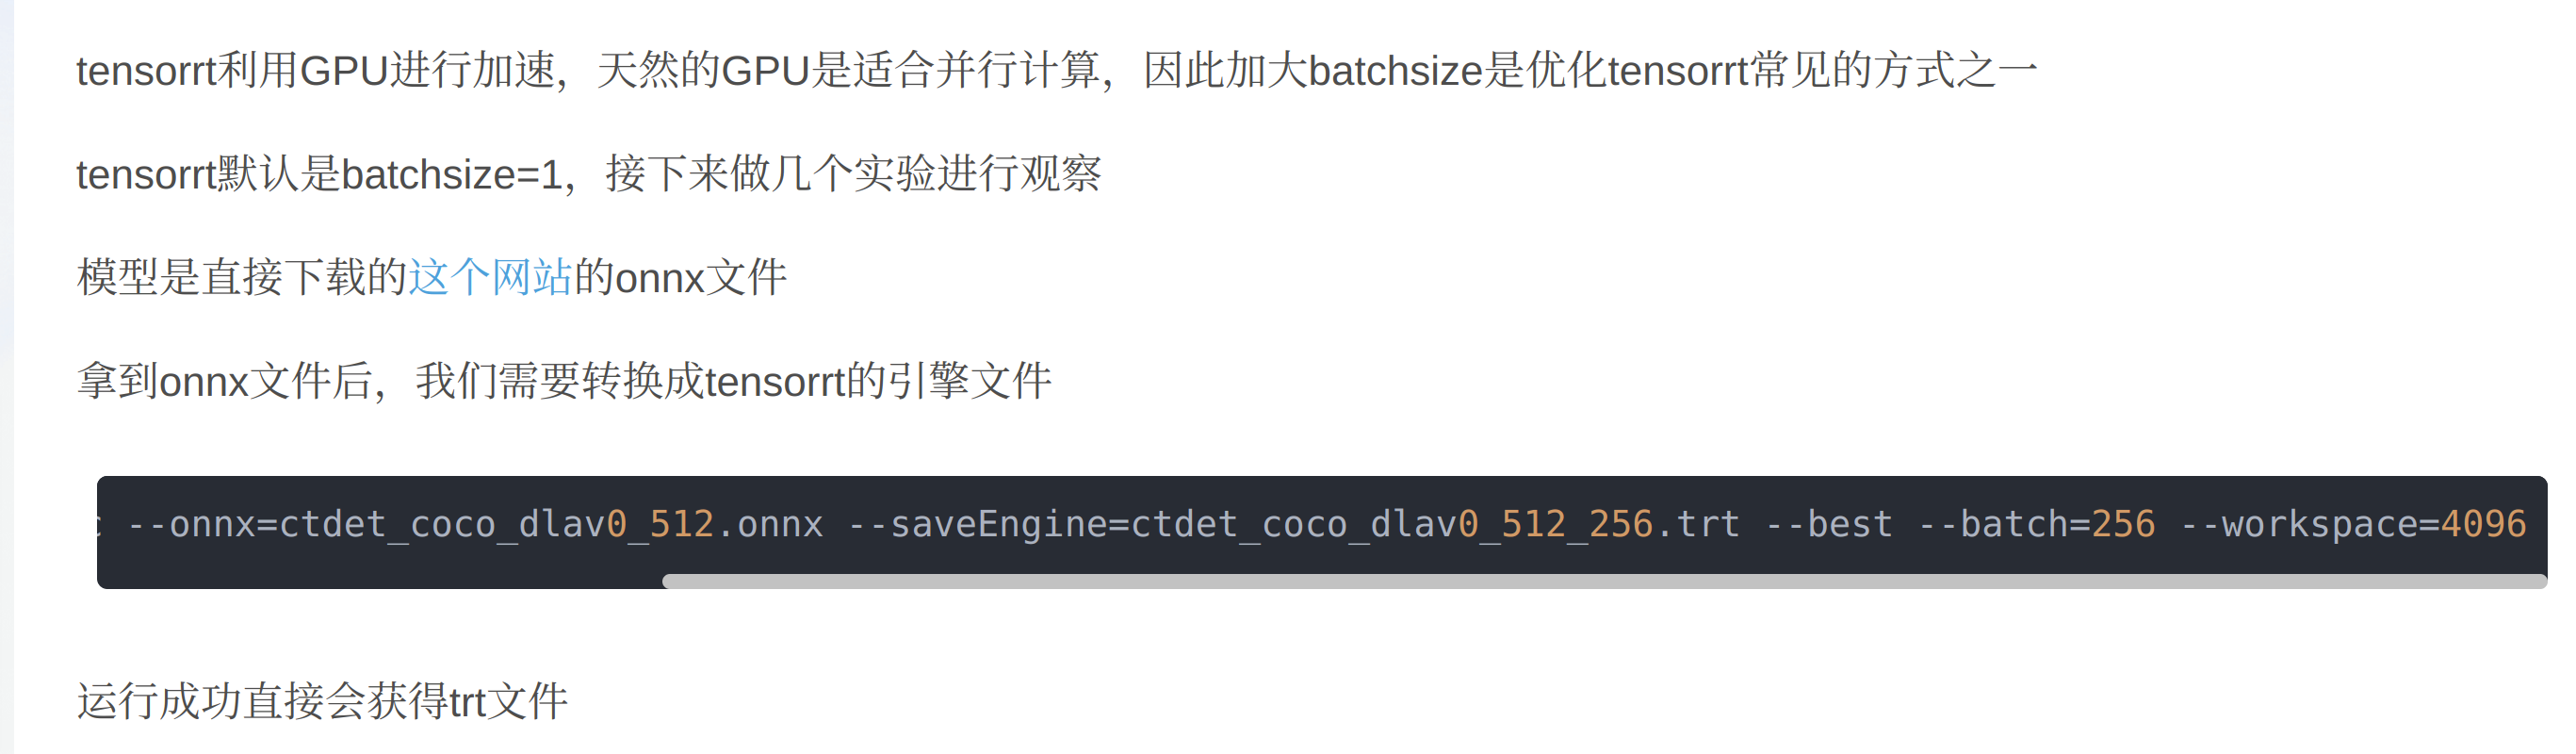 tensorrt利用GPU进行加速，天然的GPU是适合并行计算，因此加大batchsize是优化tensorrt常见的方式之一
tensorrt默认是batchsize=1，接下来做几个实验进行观察
模型是直接下载的这个网站的onnx文件
拿到onnx文件后，我们需要转换成tensorrt的引擎文件
--onnx=ctdet_coco_dlav0_512.onnx --saveEngine=ctdet_coco_dlav0_512_256.trt --best --batch=256 --workspace=4096
运行成功直接会获得trt文件